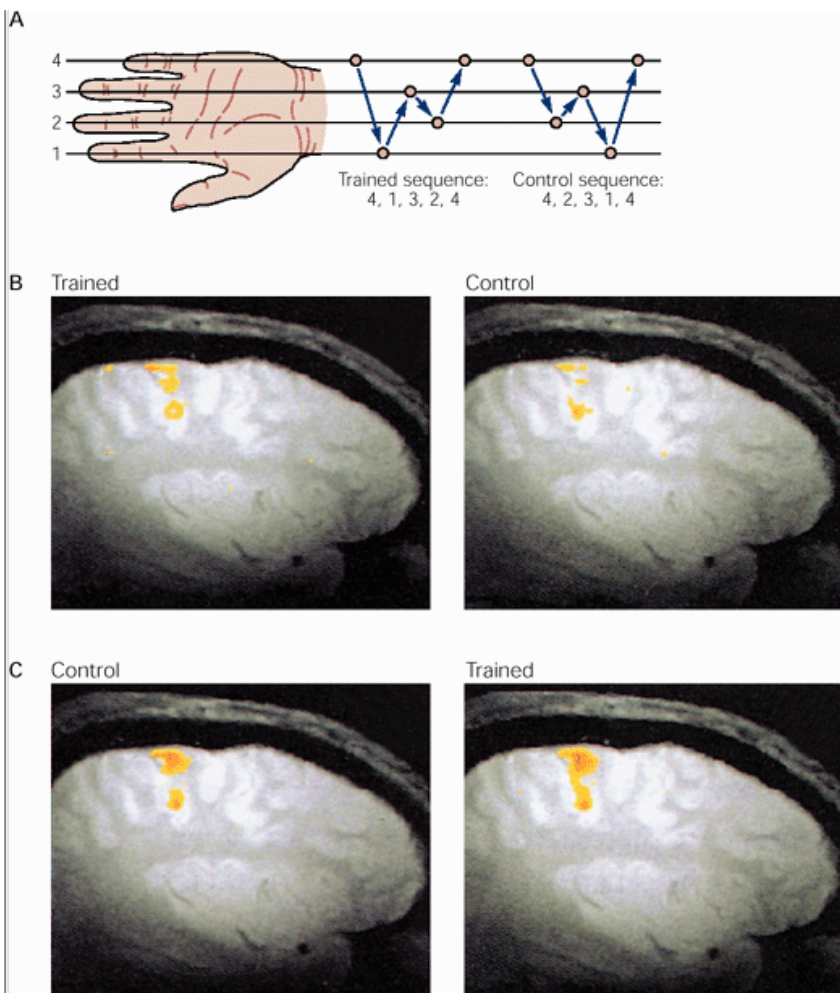 A
4
3
2
1
Trained sequence:
4, 1, 3, 2, 4
Control sequence:
4, 2, 3, 1, 4
B
Trained
Control
C
Control
Trained